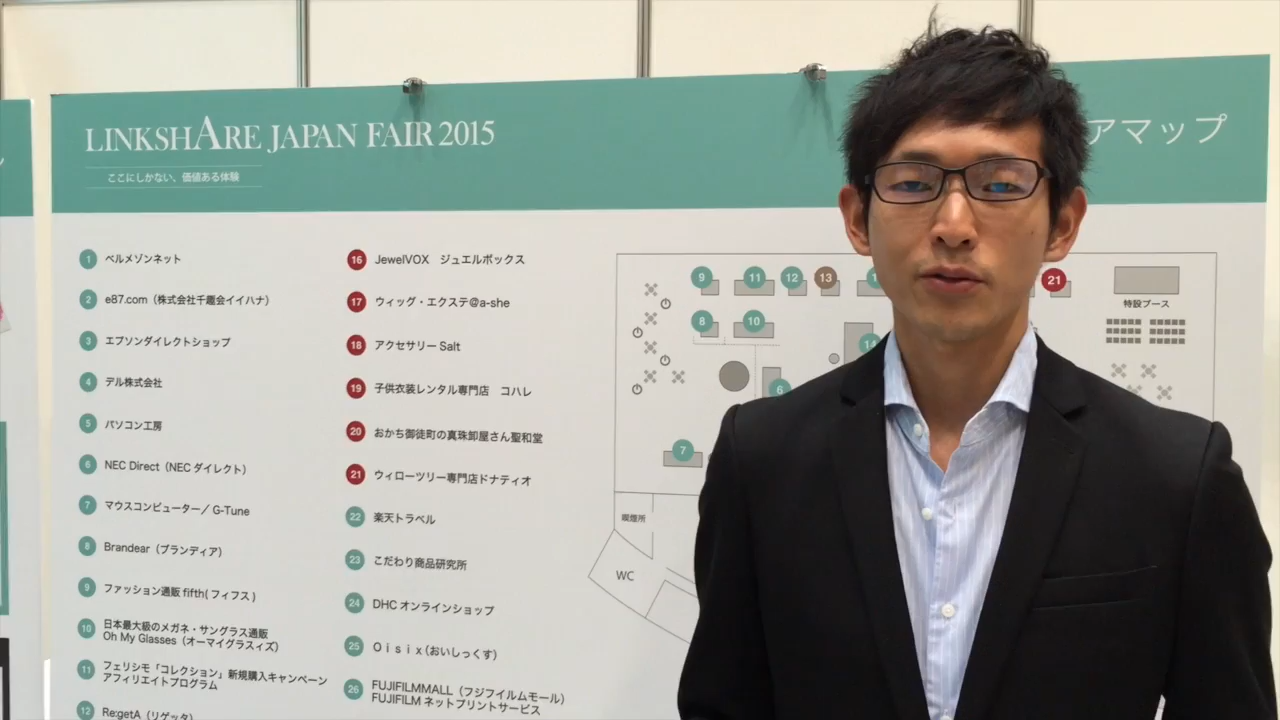 LINKSHARE JAPAN FAIR 2015
ここにしかない、価値ある体験
アマップ
1 ベルメゾンネット
2 e87.com（株式会社千趣会イイハナ）
3 エプソンダイレクトショップ
4 デル株式会社
5 パソコン工房
6 NEC Direct（NECダイレクト）
7 マウスコンピューター／G-Tune
8 Brandear（ブランディア）
9 ファッション通販 fifth(フィフス)
10 日本最大級のメガネ・サングラス通販
Oh My Glasses（オーマイグラスィズ）
11 フェリシモ「コレクション」新規購入キャンペーン
アフィリエイトプログラム
12 Re:getA（リゲッタ）
16 JewelVOX　ジュエルボックス
17 ウィッグ・エクステ@a-she
18 アクセサリー Salt
19 子供衣装レンタル専門店　コハレ
20 おかち御徒町の真珠卸屋さん聖和堂
21 ウィローツリー専門店ドナティオ
22 楽天トラベル
23 こだわり商品研究所
24 DHC オンラインショップ
25 Ｏｉｓｉｘ(おいしっくす)
26 FUJIFILMMALL（フジフイルムモール）
FUJIFILM ネットプリントサービス
9 11 12 13 21
特設ブース
8 10
14
6
7
喫煙所
WC